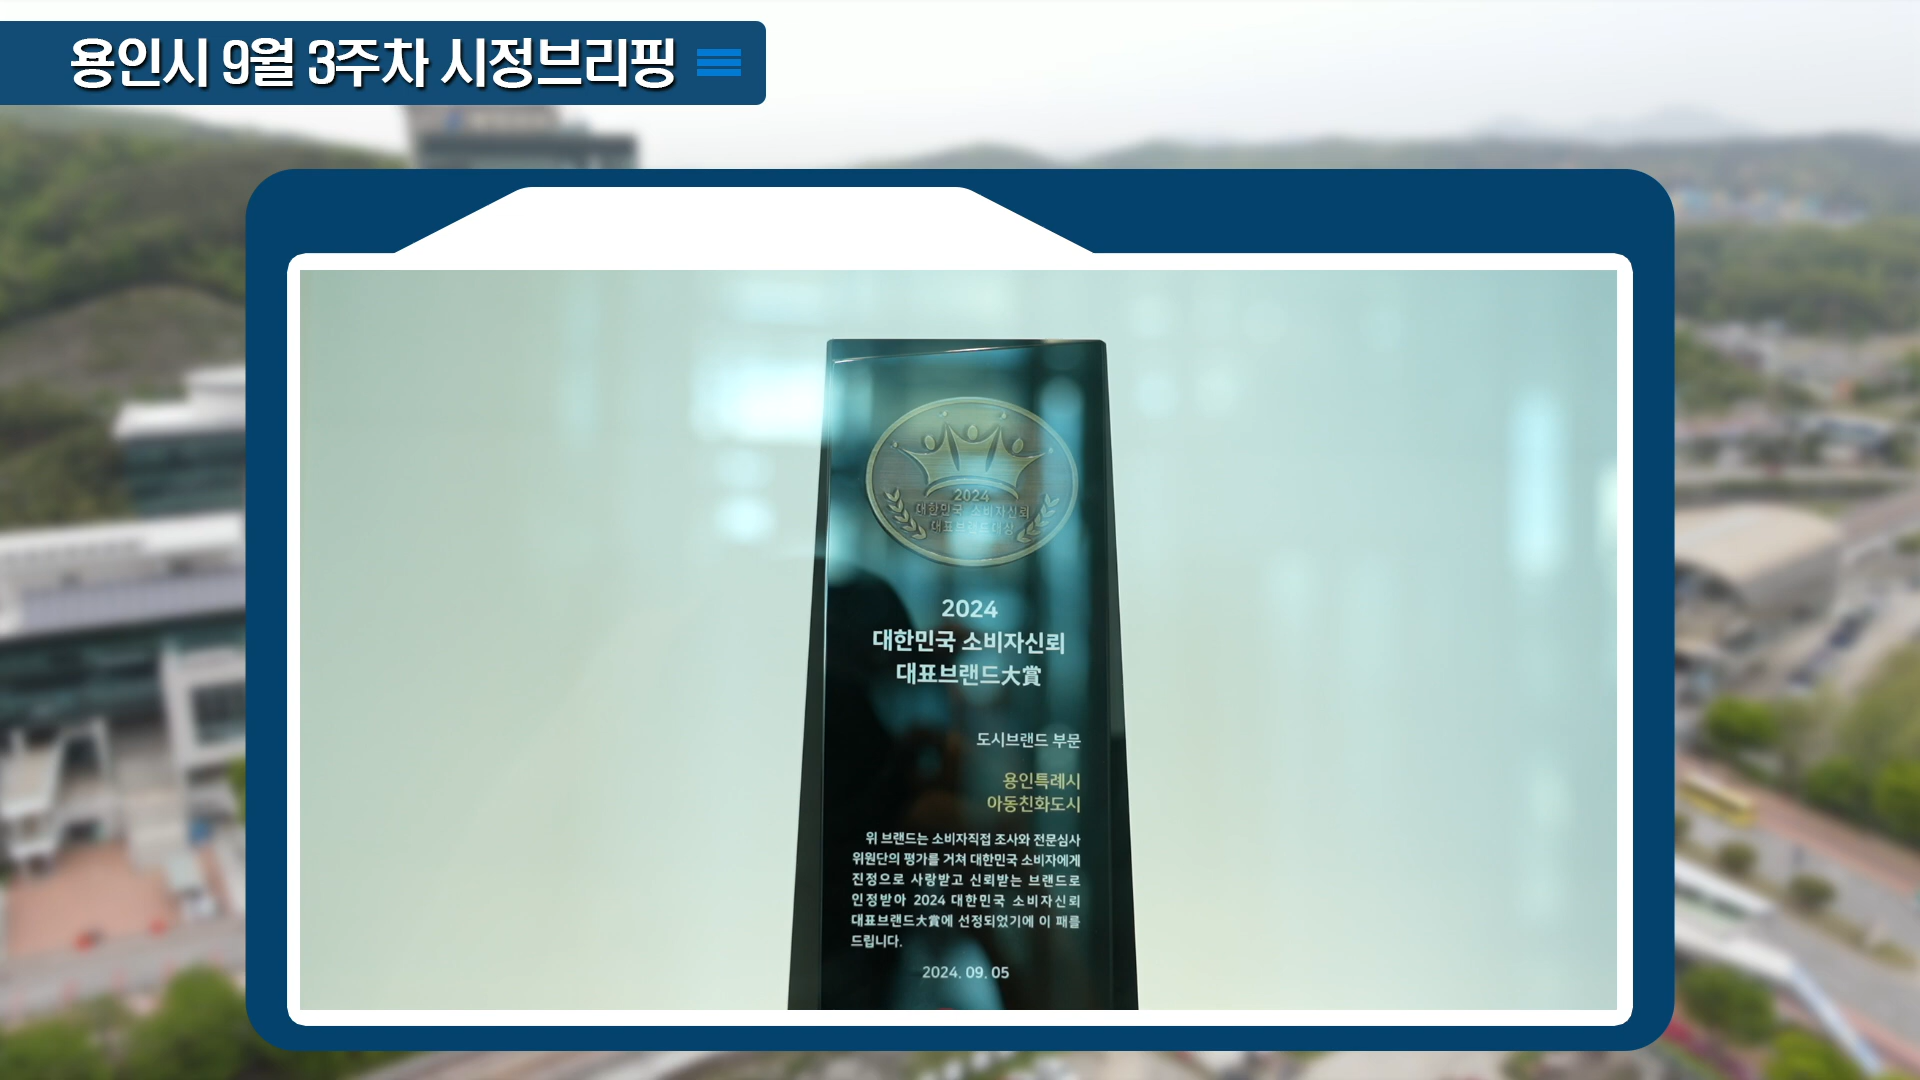 용인시 9월 3주차 시정브리핑
2024
대한민국 소비자신뢰
대표브랜드대상
2024
대한민국 소비자신뢰
대표브랜드大賞
도시브랜드 부문
용인특례시
아동친화도시
위 브랜드는 소비자직접 조사와 전문심사
위원단의 평가를 거쳐 대한민국 소비자에게
진정으로 사랑받고 신뢰받는 브랜드로
인정받아 2024 대한민국 소비자신뢰
대표브랜드大賞에 선정되었기에 이 패를
드립니다.
2024. 09. 05